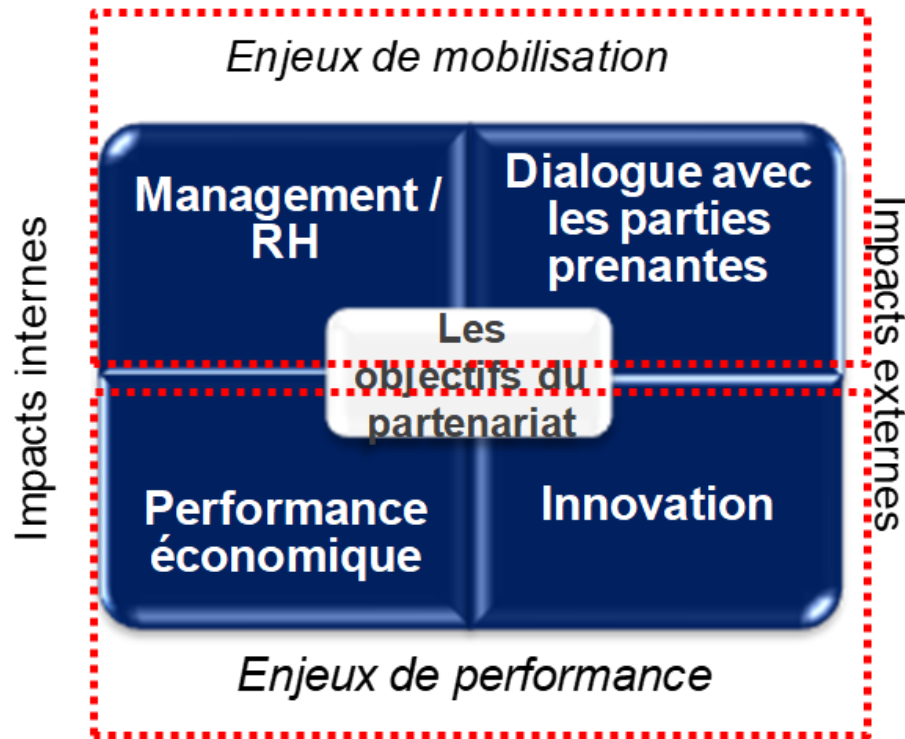 Enjeux de mobilisation
Management /
RH
Dialogue avec
les parties
prenantes
Impacts internes
Impacts externes
Les
objectifs du
partenariat
Performance
économique
Innovation
Enjeux de performance